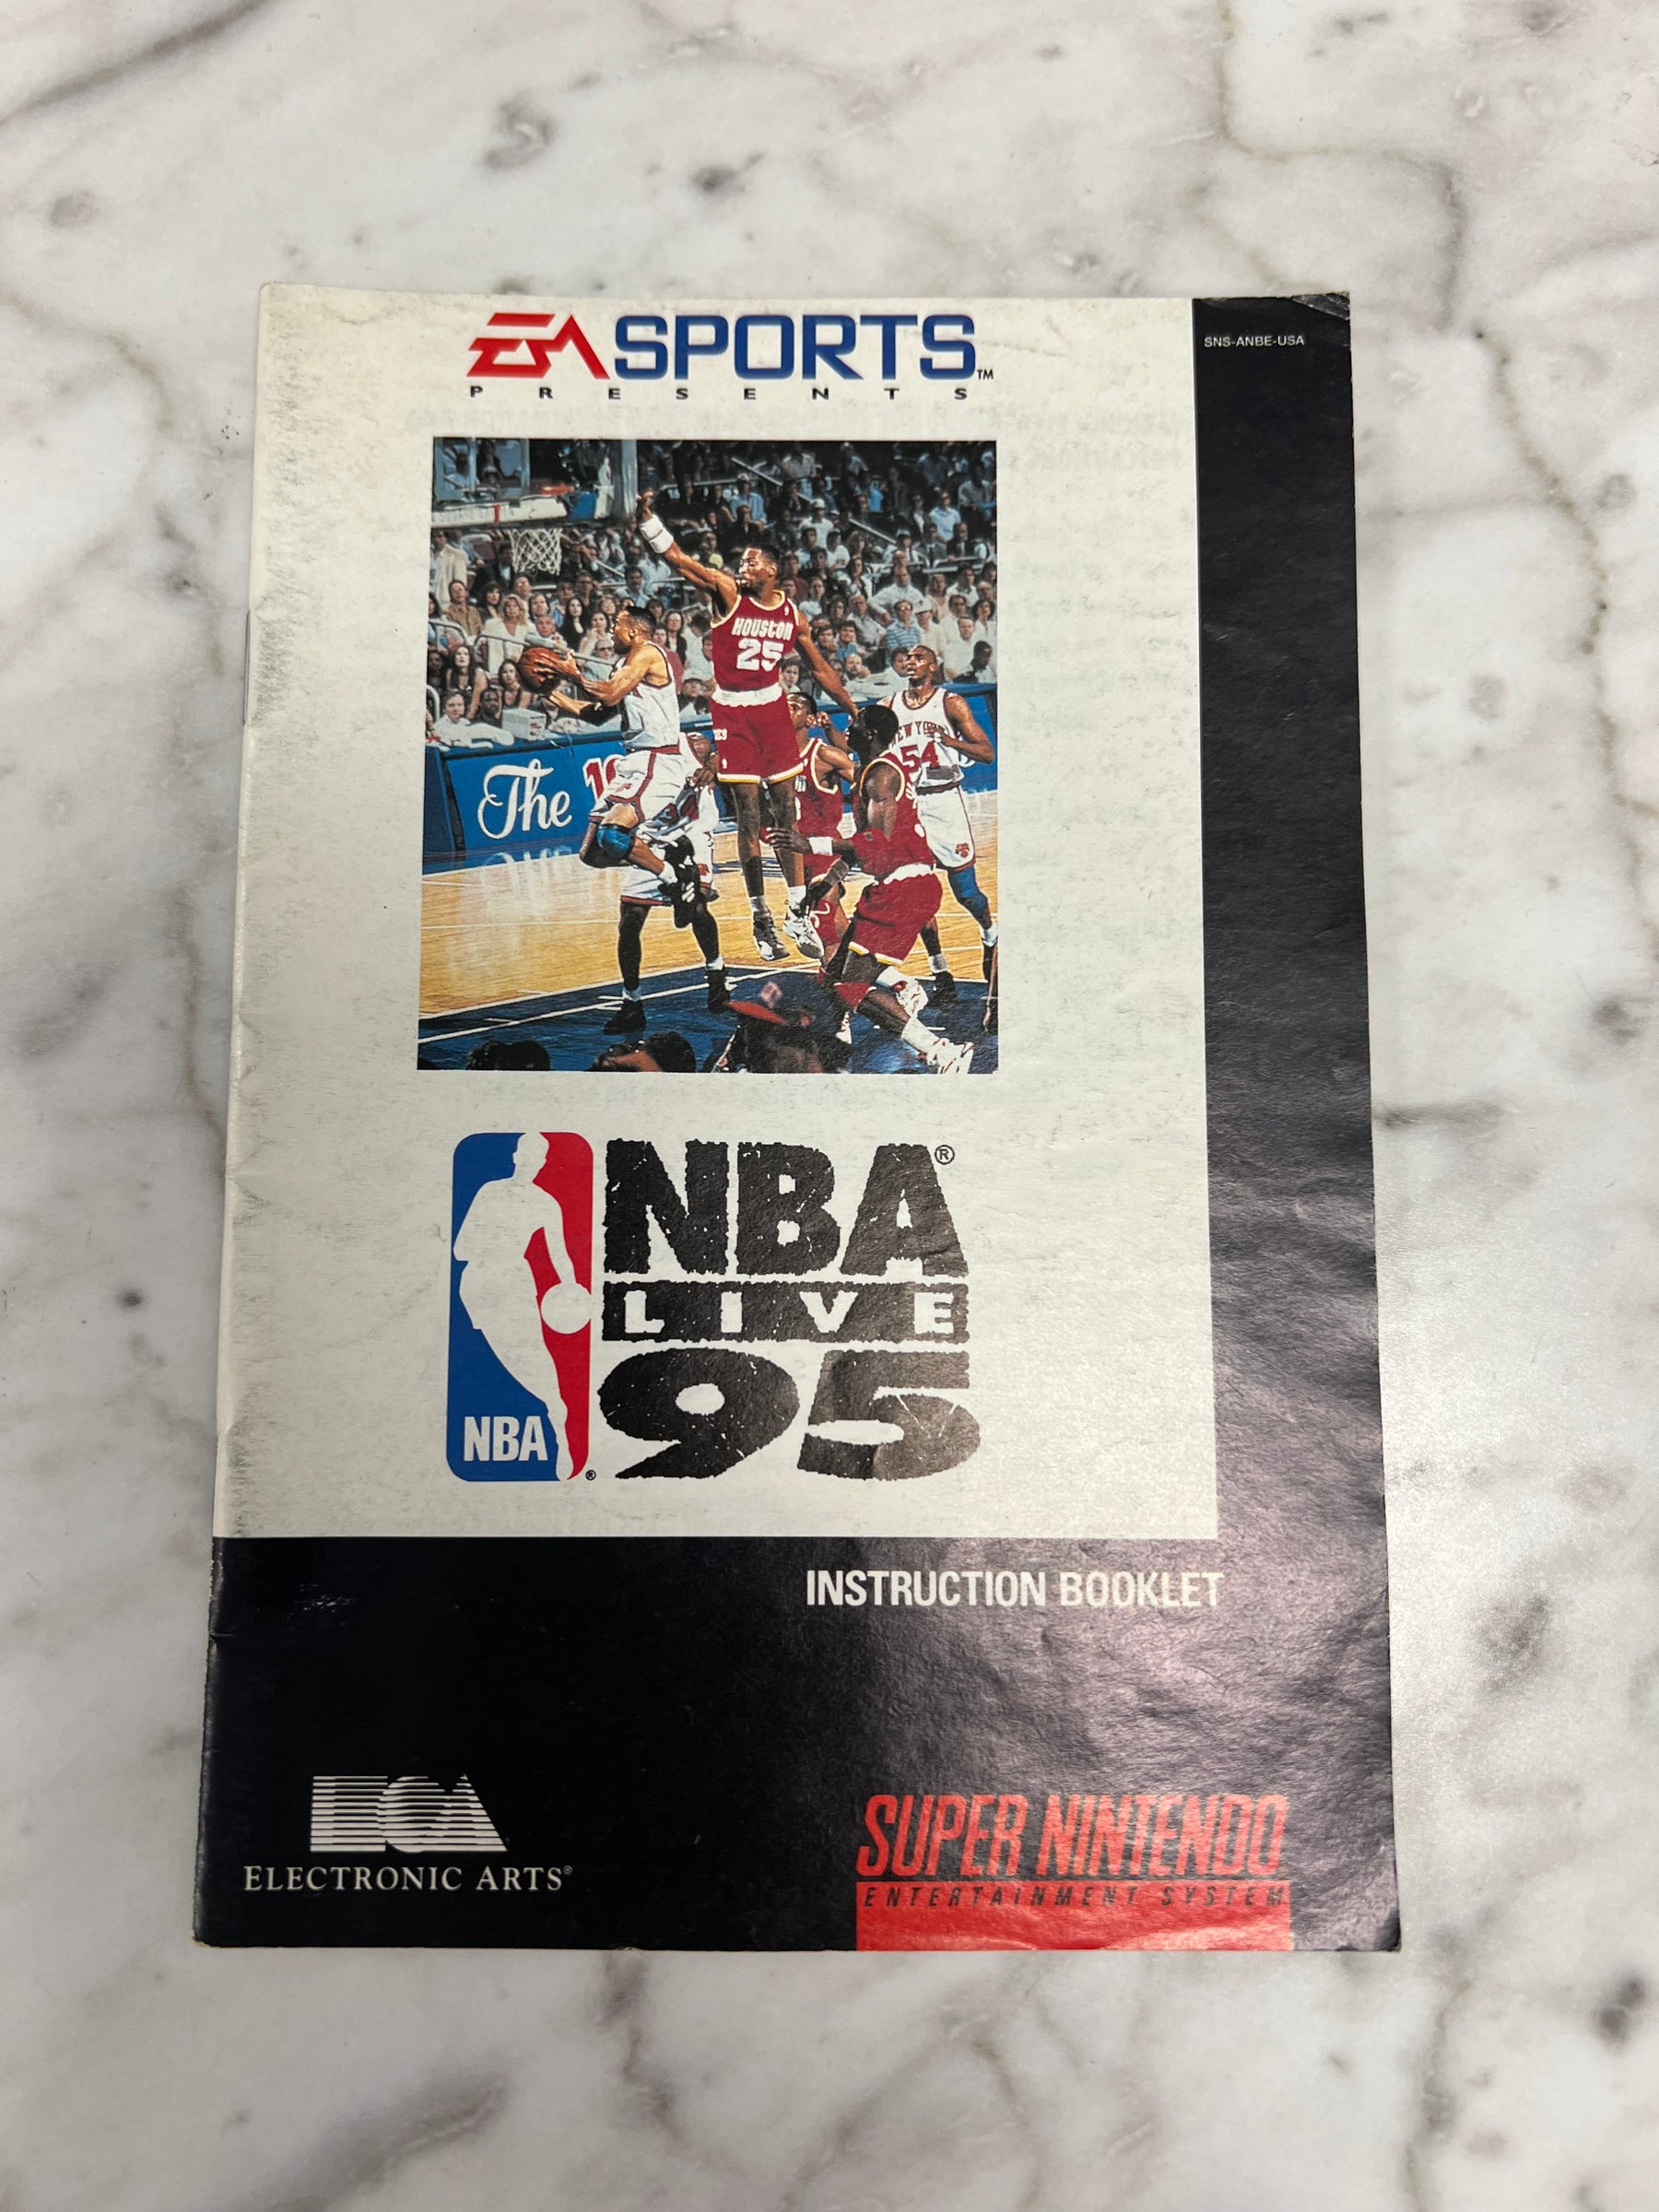 EA SPORTS™
PRESENTS
SNS-ANBE-USA
HOUSTON
25
NEW YORK
54
The
NBA®
LIVE
95
NBA
®
INSTRUCTION BOOKLET
ELECTRONIC ARTS®
SUPER NINTENDO
ENTERTAINMENT SYSTEM